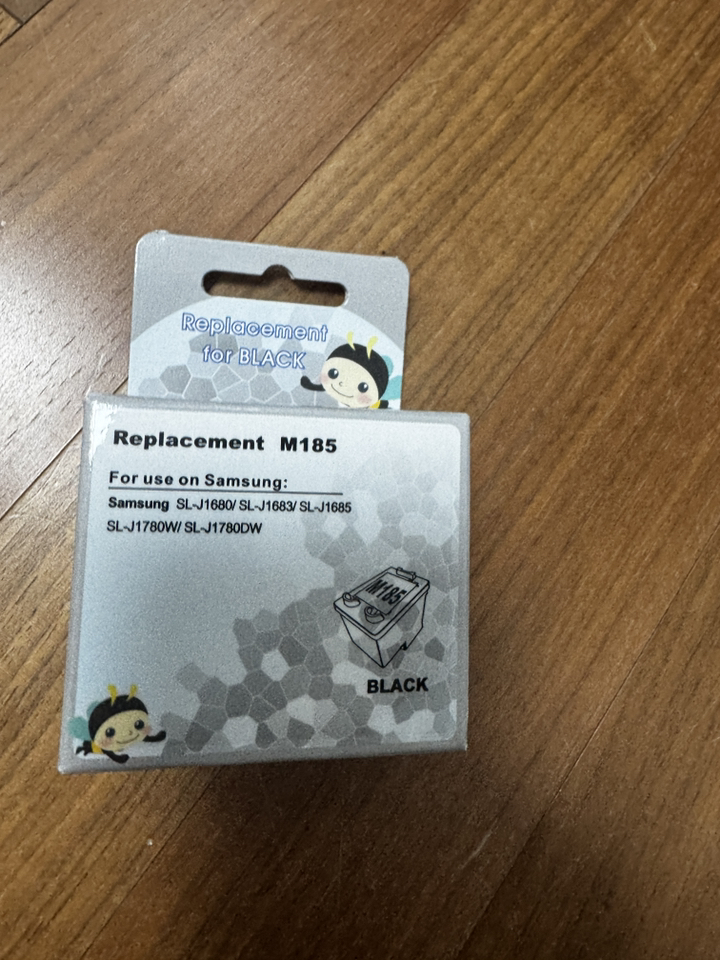 Replacement
for BLACK
Replacement M185
For use on Samsung:
Samsung SL-J1680/ SL-J1683/ SL-J1685
SL-J1780W/ SL-J1780DW
M185
BLACK